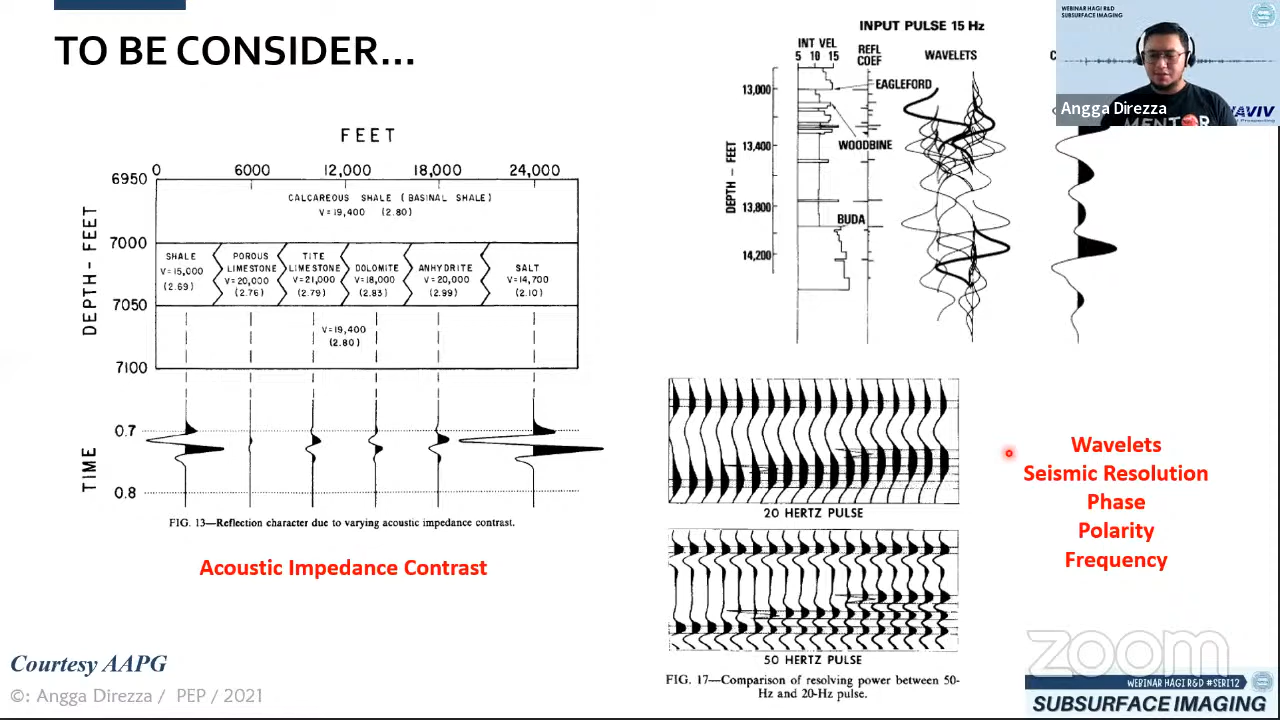 TO BE CONSIDER...
FEET
0 6000 12,000 18,000 24,000
6950
CALCAREOUS SHALE ( BASINAL SHALE)
V=19,400 (2.80)
7000
SHALE
V=15,000
(2.69)
POROUS
LIMESTONE
V=20,000
(2.76)
TITE
LIMESTONE
V=21,000
(2.79)
DOLOMITE
V=18,000
(2.83)
ANHYDRITE
V=20,000
(2.99)
SALT
V=14,700
(2.10)
7050
V=19,400
(2.80)
7100
DEPTH- FEET
0.7
0.8
TIME
FIG. 13—Reflection character due to varying acoustic impedance contrast.
Acoustic Impedance Contrast
INPUT PULSE 15 Hz
INT VEL
5 10 15
REFL
COEF
WAVELETS
C
EAGLEFORD
WOODBINE
BUDA
13,000
13,400
13,800
14,200
DEPTH - FEET
20 HERTZ PULSE
50 HERTZ PULSE
FIG. 17—Comparison of resolving power between 50-
Hz and 20-Hz pulse.
Wavelets
Seismic Resolution
Phase
Polarity
Frequency
WEBINAR HAGI R&D
SUBSURFACE IMAGING
Angga Direzza
MENTOR
Courtesy AAPG
©: Angga Direzza / PEP / 2021
zoom
WEBINAR HAGI R&D #SERI12
SUBSURFACE IMAGING